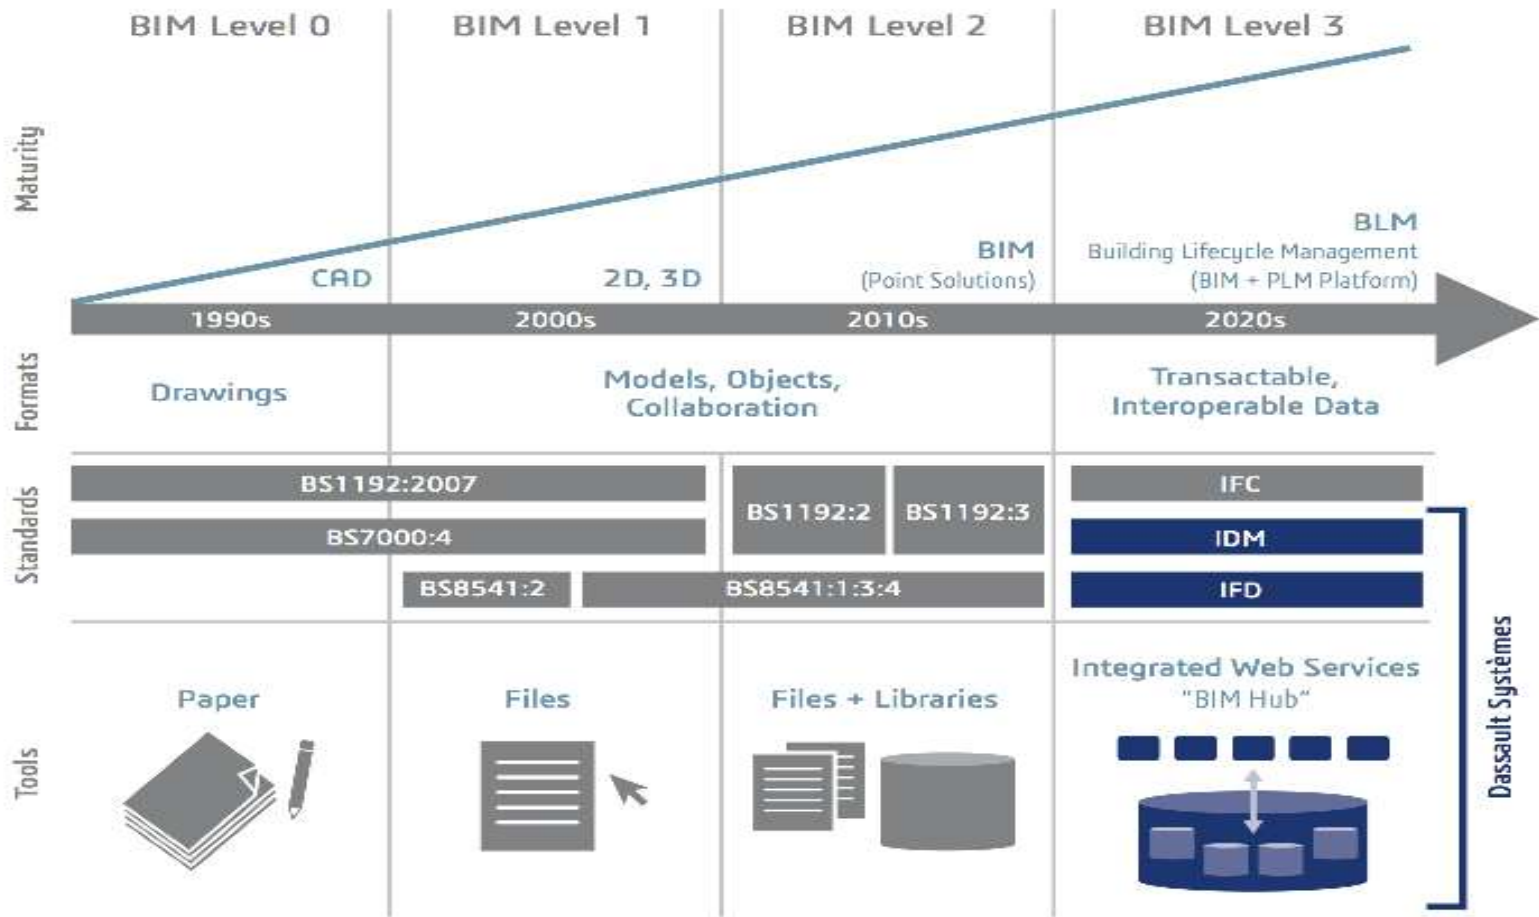 BIM Level 0
BIM Level 1
BIM Level 2
BIM Level 3
Maturity
CAD
2D, 3D
BIM
(Point Solutions)
BLM
Building Lifecycle Management
(BIM + PLM Platform)
1990s
2000s
2010s
2020s
Formats
Drawings
Models, Objects,
Collaboration
Transactable,
Interoperable Data
Standards
BS1192:2007
BS7000:4
BS8541:2
BS1192:2
BS1192:3
BS8541:1:3:4
IFC
IDM
IFD
Tools
Paper
Files
Files + Libraries
Integrated Web Services
"BIM Hub"
Dassault Systèmes